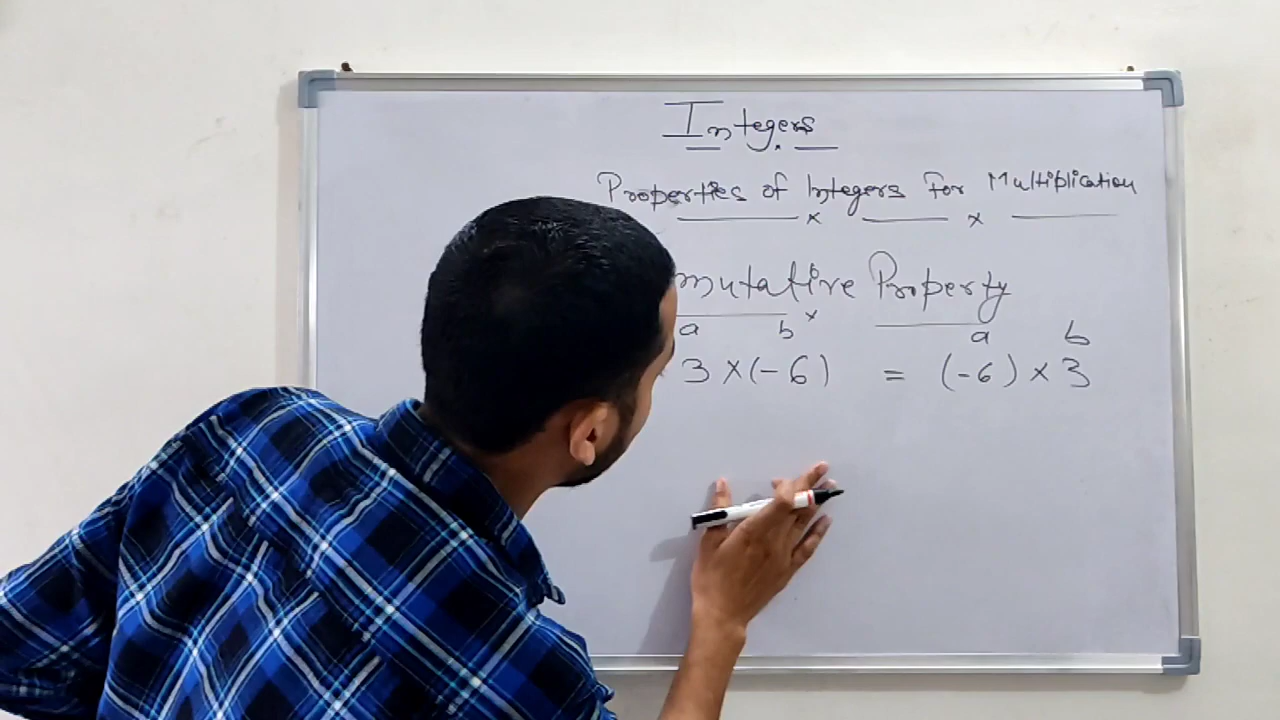 Integers
Properties of Integers for Multiplication
mutative Property
a b a b
3 × (-6) = (-6) × 3